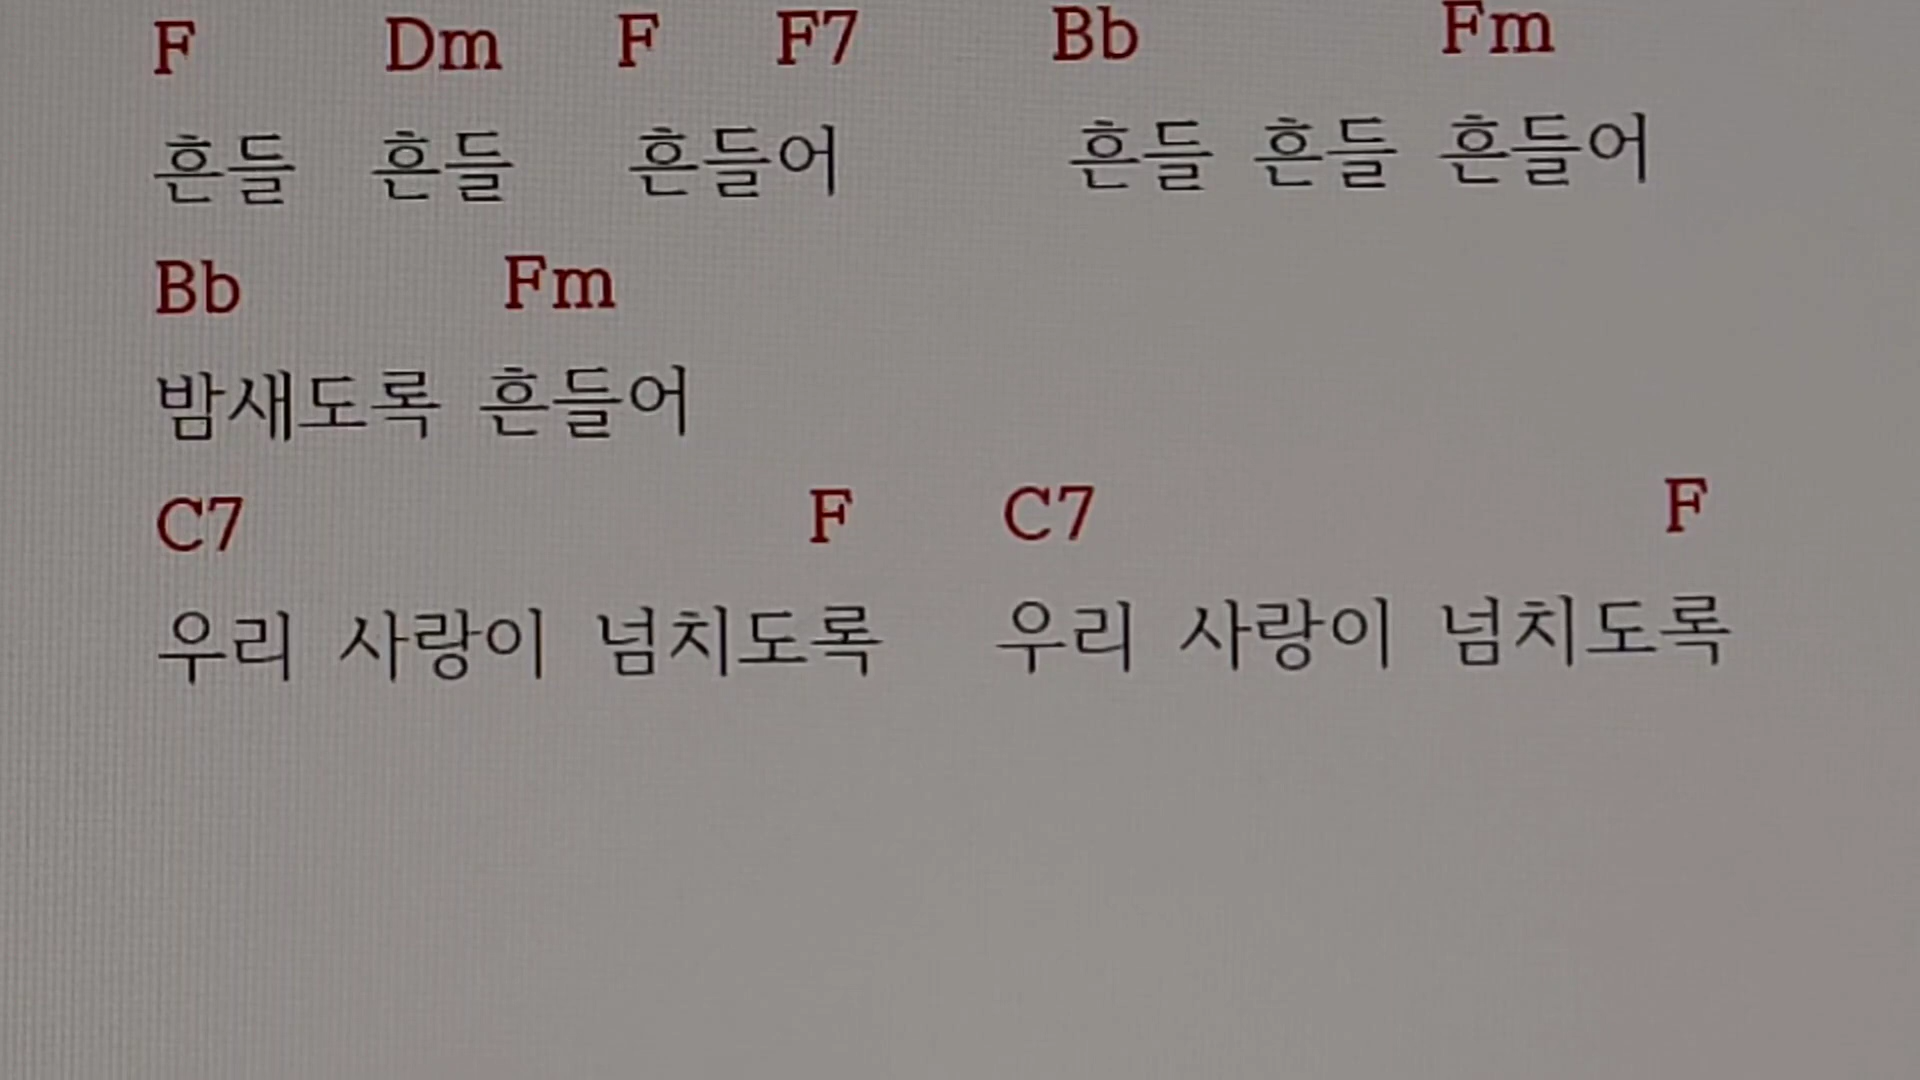 F Dm F F7 Bb Fm
흔들 흔들 흔들어 흔들 흔들 흔들어
Bb Fm
밤새도록 흔들어
C7 F C7 F
우리 사랑이 넘치도록 우리 사랑이 넘치도록